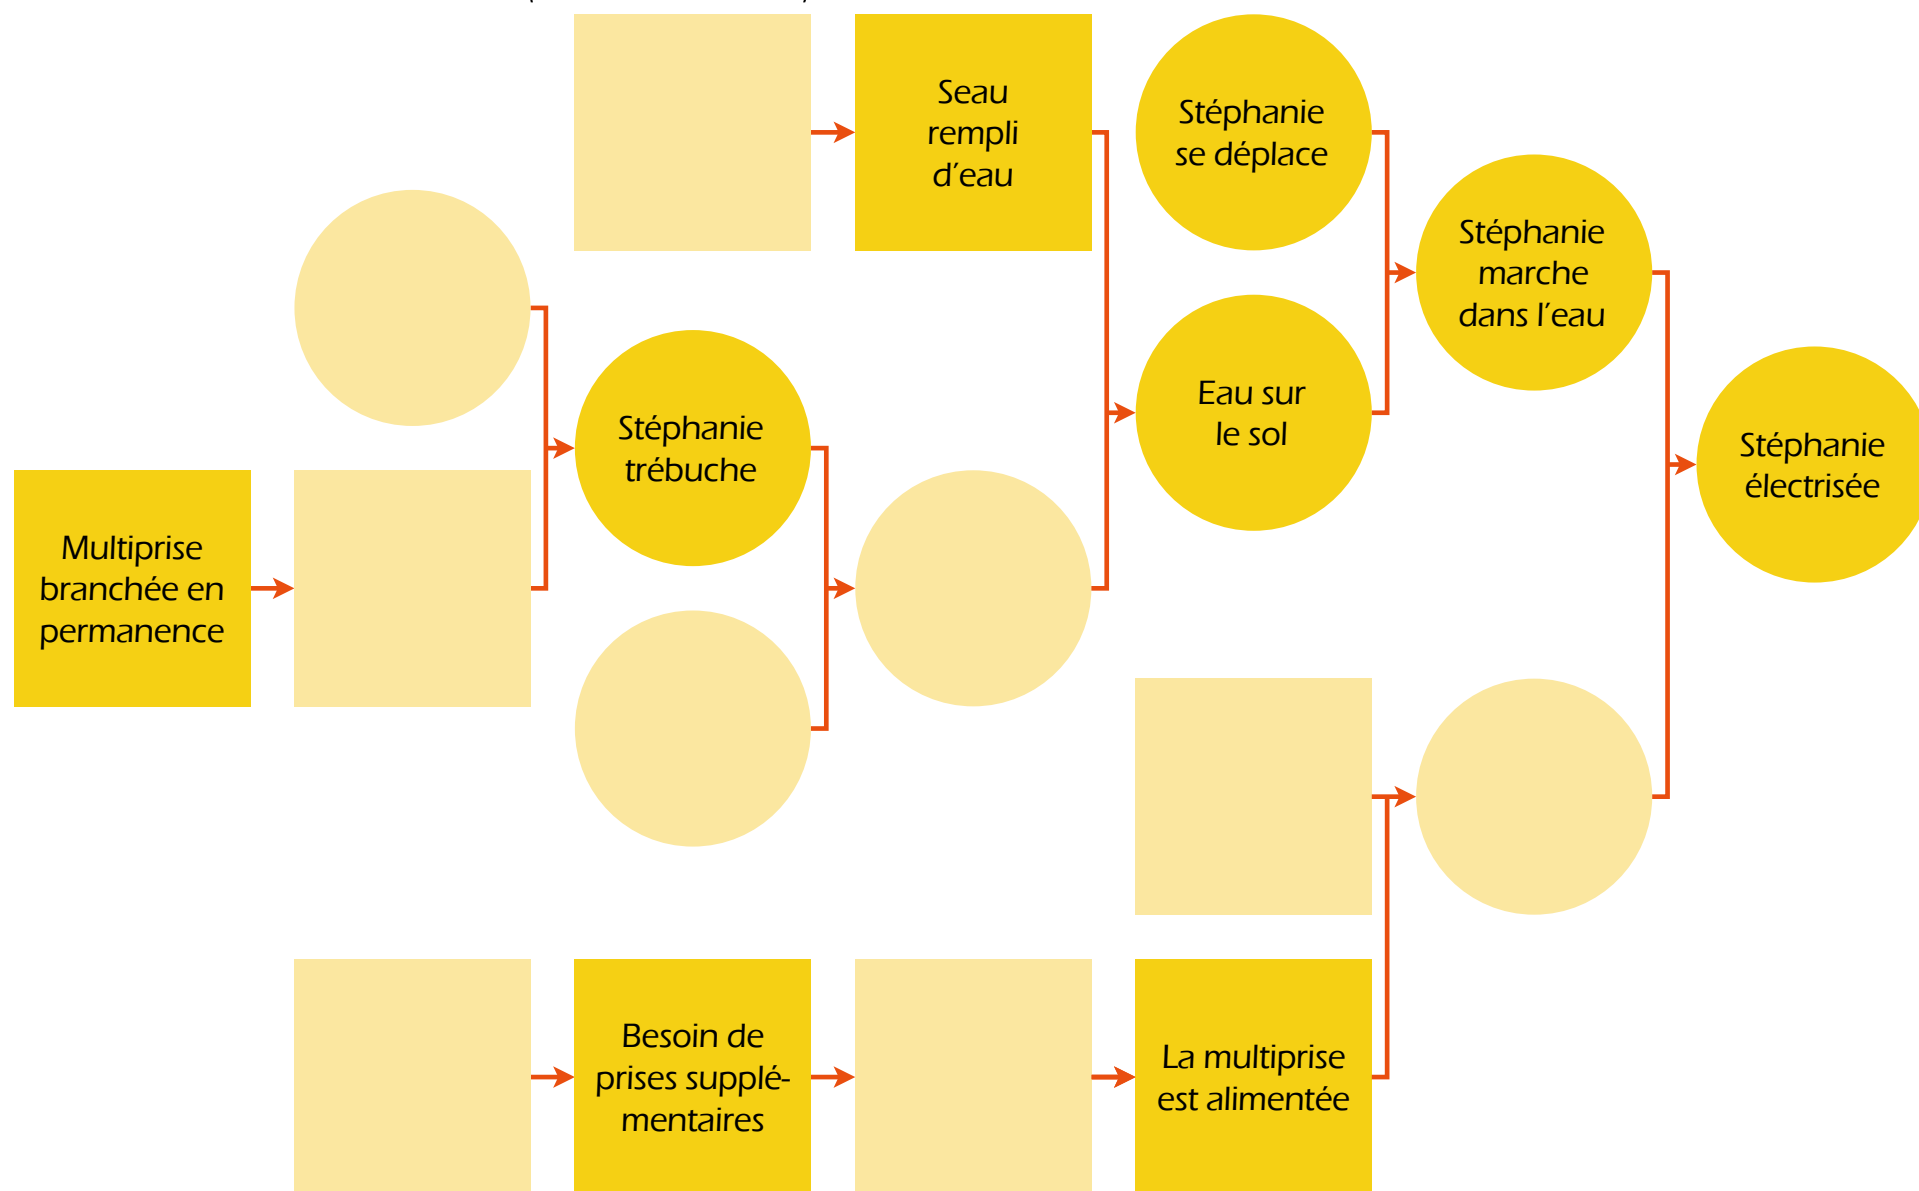 Seau
rempli
d'eau
Stéphanie
se déplace
Stéphanie
marche
dans l'eau
Stéphanie
trébuche
Eau sur
le sol
Stéphanie
électrisée
Multiprise
branchée en
permanence
Besoin de
prises supplé-
mentaires
La multiprise
est alimentée